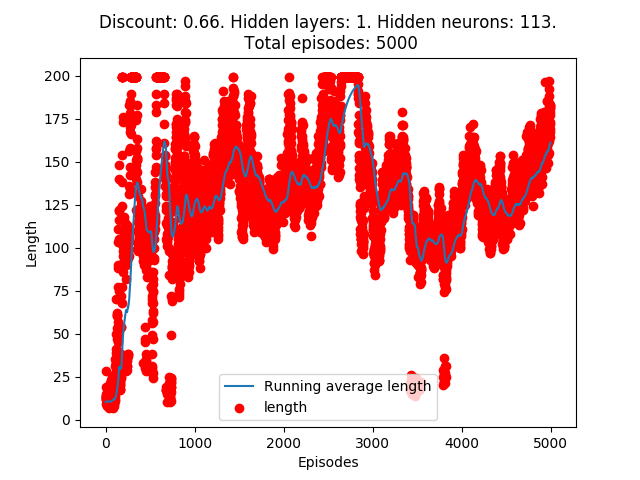 Discount: 0.66. Hidden layers: 1. Hidden neurons: 113.
Total episodes: 5000
200
175
150
125
100
75
50
25
0
Length
Running average length
length
0 1000 2000 3000 4000 5000
Episodes